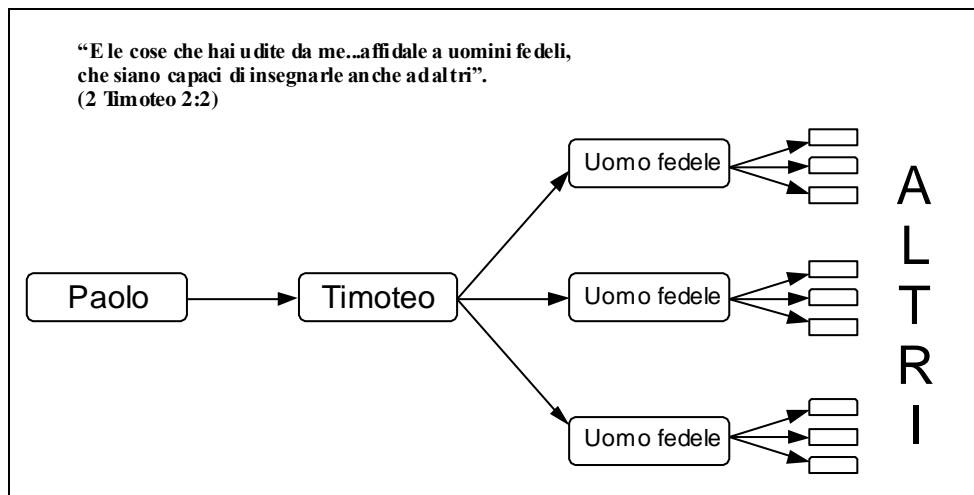 “E le cose che hai udite da me...affidale a uomini fedeli,
che siano capaci di insegnarle anche ad altri”.
(2 Timoteo 2:2)
Paolo
Timoteo
Uomo fedele
Uomo fedele
Uomo fedele
A
L
T
R
I